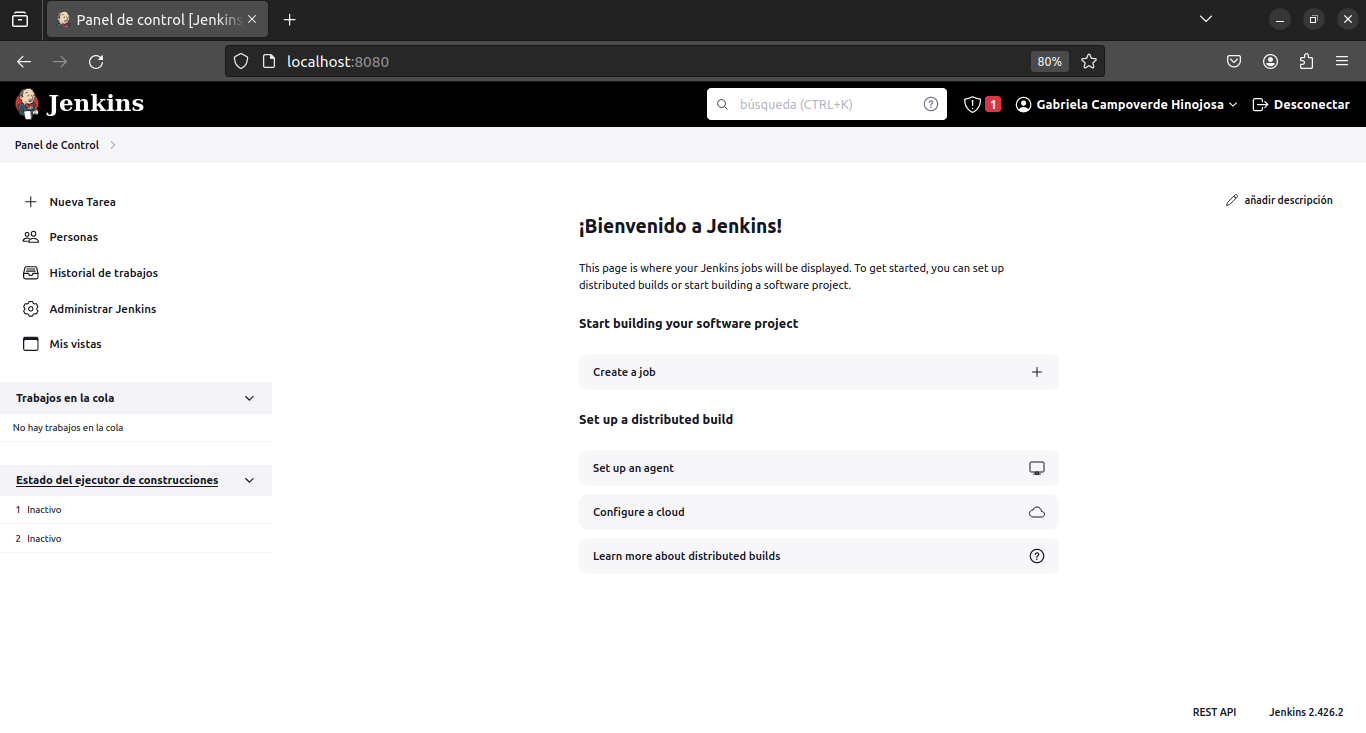 Panel de control [Jenkins
localhost:8080
80%
Jenkins
búsqueda (CTRL+K)
1
Gabriela Campoverde Hinojosa
Desconectar
Panel de Control
Nueva Tarea
Personas
Historial de trabajos
Administrar Jenkins
Mis vistas
Trabajos en la cola
No hay trabajos en la cola
Estado del ejecutor de construcciones
1 Inactivo
2 Inactivo
añadir descripción
¡Bienvenido a Jenkins!
This page is where your Jenkins jobs will be displayed. To get started, you can set up
distributed builds or start building a software project.
Start building your software project
Create a job
Set up a distributed build
Set up an agent
Configure a cloud
Learn more about distributed builds
REST API
Jenkins 2.426.2